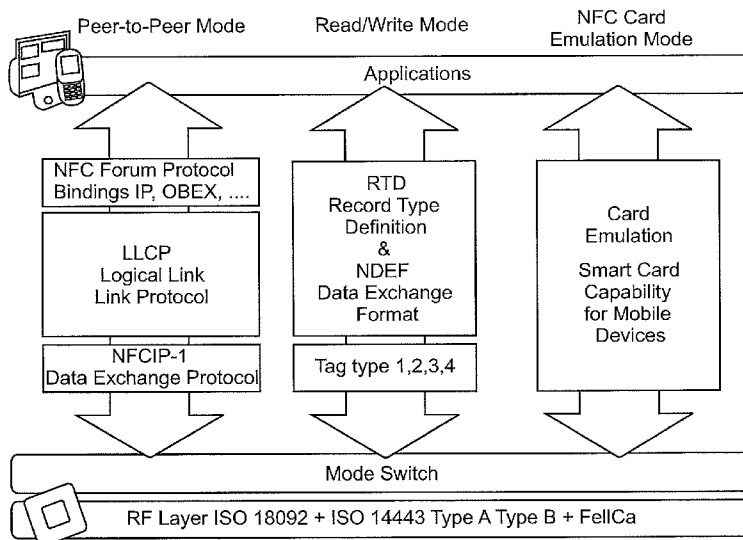 Peer-to-Peer Mode
Read/Write Mode
NFC Card
Emulation Mode
Applications
NFC Forum Protocol
Bindings IP, OBEX, ....
LLCP
Logical Link
Link Protocol
NFCIP-1
Data Exchange Protocol
RTD
Record Type
Definition
&
NDEF
Data Exchange
Format
Tag type 1,2,3,4
Card
Emulation
Smart Card
Capability
for Mobile
Devices
Mode Switch
RF Layer ISO 18092 + ISO 14443 Type A Type B + FellCa